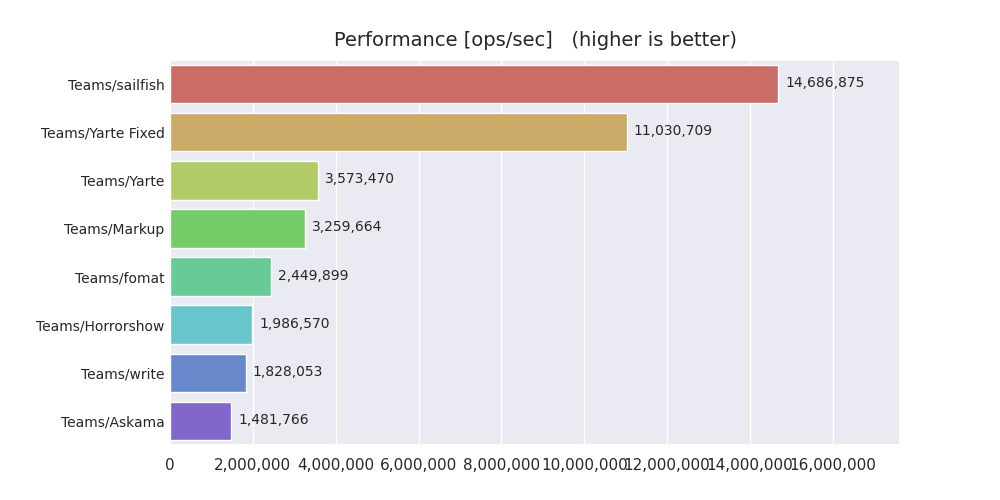 Performance [ops/sec]   (higher is better)
Teams/sailfish 14,686,875
Teams/Yarte Fixed 11,030,709
Teams/Yarte 3,573,470
Teams/Markup 3,259,664
Teams/fomat 2,449,899
Teams/Horrorshow 1,986,570
Teams/write 1,828,053
Teams/Askama 1,481,766
0 2,000,000 4,000,000 6,000,000 8,000,000 10,000,000 12,000,000 14,000,000 16,000,000